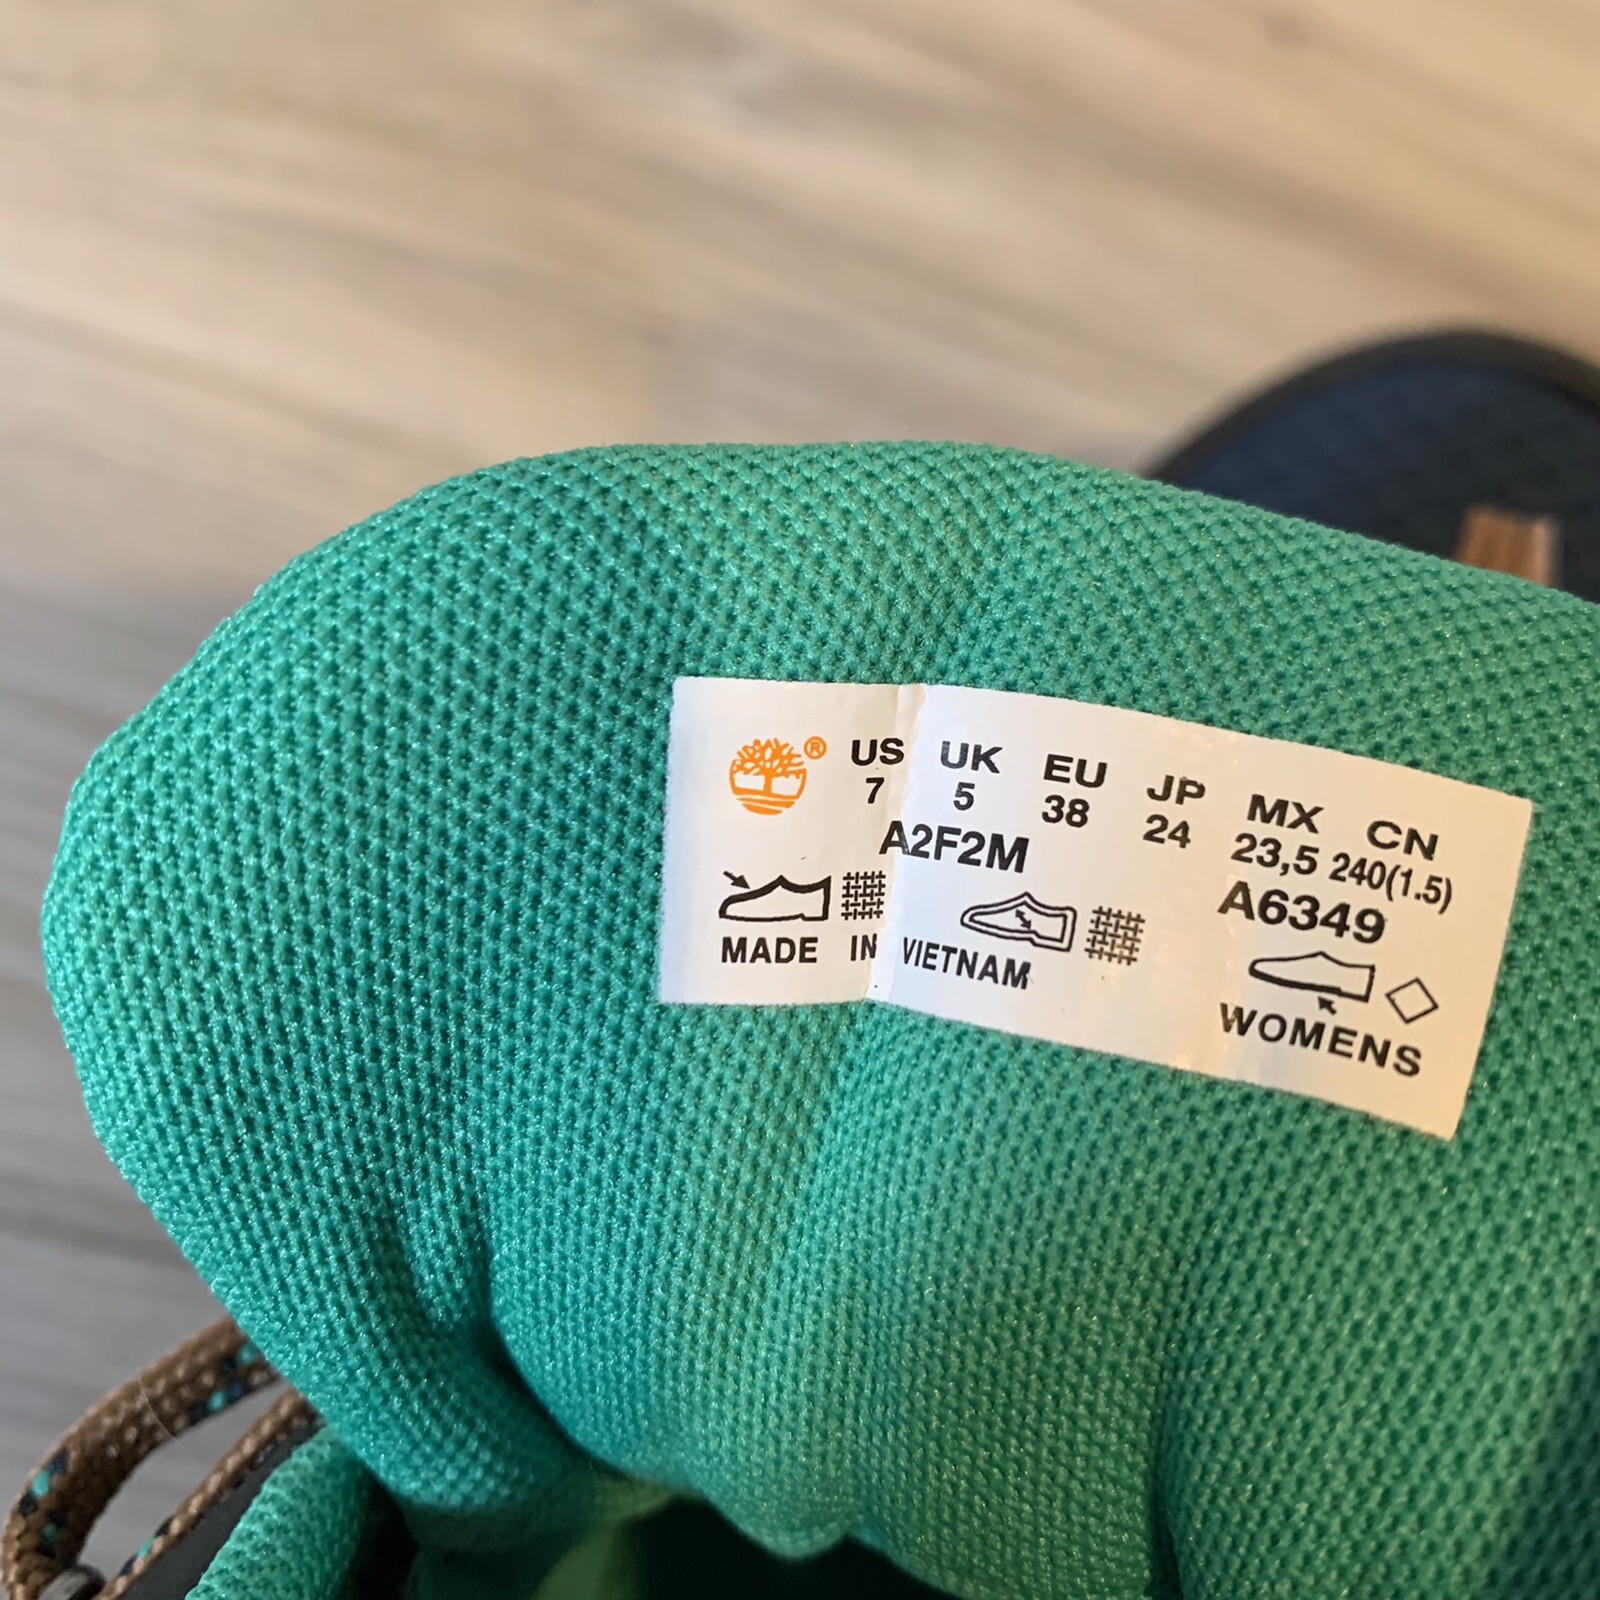 ® US UK EU JP MX CN
7 5 38 24 23,5 240(1.5)
A2F2M A6349
MADE IN VIETNAM WOMENS